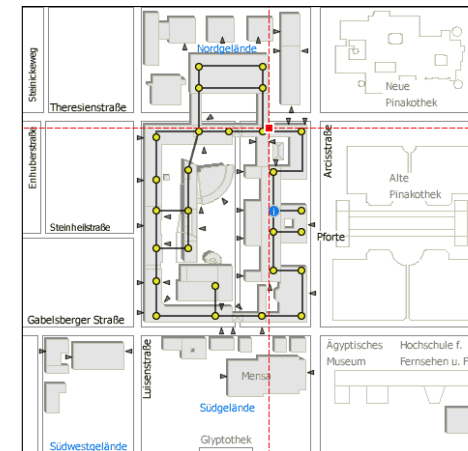 Steinickeweg
Nordgelände
Neue
Pinakothek
Theresienstraße
Enhuberstraße
Arcisstraße
Alte
Pinakothek
Steinheilstraße
Pforte
Gabelsberger Straße
Luisenstraße
Ägyptisches
Museum
Hochschule f.
Fernsehen u. F
Mensa
Südgelände
Glyptothek
Südwestgelände